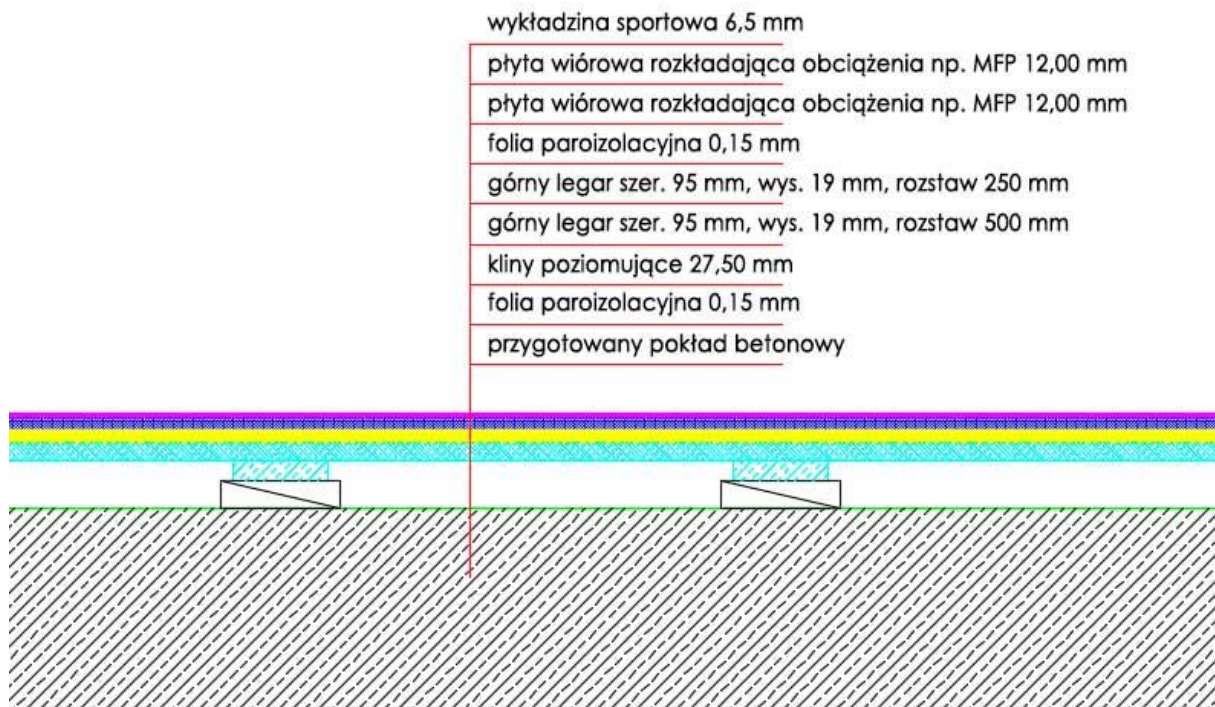 wykładzina sportowa 6,5 mm
płyta wiórowa rozkładająca obciążenia np. MFP 12,00 mm
płyta wiórowa rozkładająca obciążenia np. MFP 12,00 mm
folia paroizolacyjna 0,15 mm
górny legar szer. 95 mm, wys. 19 mm, rozstaw 250 mm
górny legar szer. 95 mm, wys. 19 mm, rozstaw 500 mm
kliny poziomujące 27,50 mm
folia paroizolacyjna 0,15 mm
przygotowany pokład betonowy